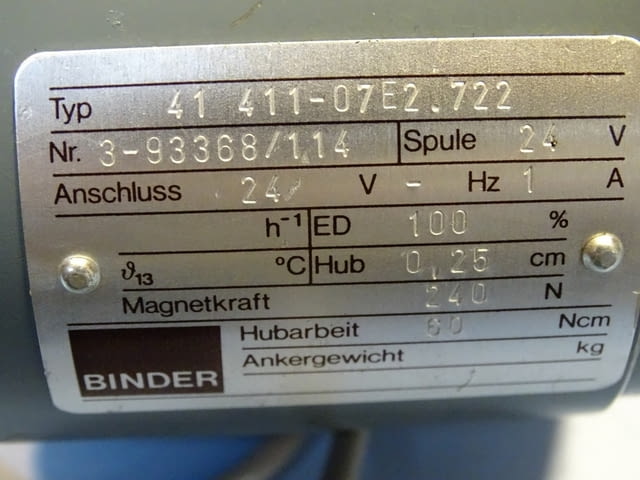 Typ 41 411-07E2.722
Nr. 3-93368/1.14 Spule 24 V
Anschluss 24 V - Hz 1 A
h⁻¹ ED 100 %
ϑ₁₃ °C Hub 0,25 cm
Magnetkraft 240 N
Hubarbeit 60 Ncm
Ankergewicht kg
BINDER